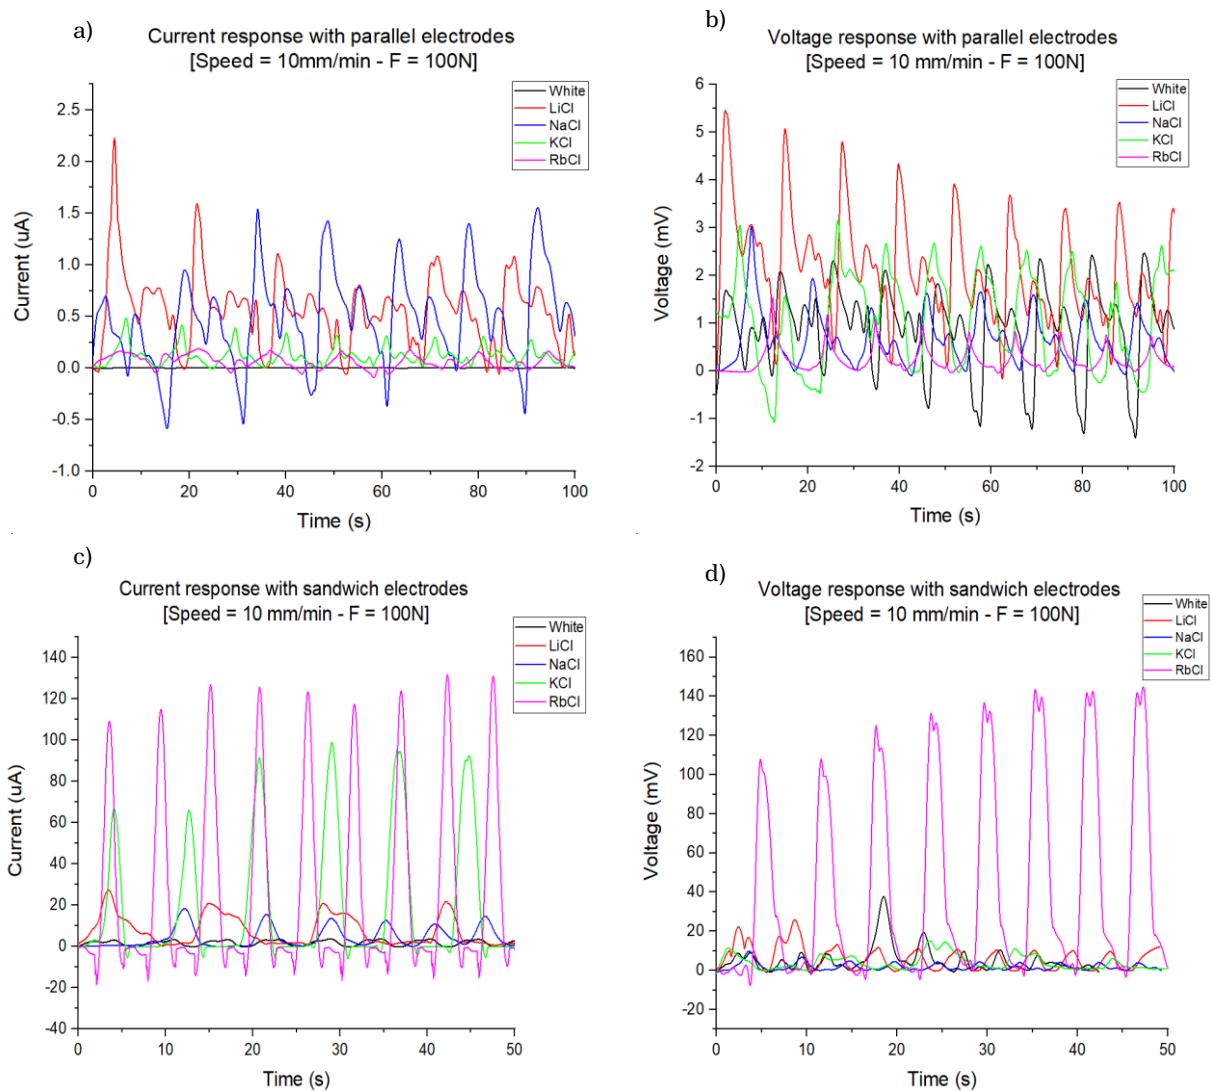 a)
Current response with parallel electrodes
[Speed = 10mm/min - F = 100N]
White
LiCl
NaCl
KCl
RbCl
2.5
2.0
1.5
1.0
0.5
0.0
-0.5
-1.0
Current (uA)
0 20 40 60 80 100
Time (s)
b)
Voltage response with parallel electrodes
[Speed = 10 mm/min - F = 100N]
White
LiCl
NaCl
KCl
RbCl
6
5
4
3
2
1
0
-1
-2
Voltage (mV)
0 20 40 60 80 100
Time (s)
c)
Current response with sandwich electrodes
[Speed = 10 mm/min - F = 100N]
White
LiCl
NaCl
KCl
RbCl
140
120
100
80
60
40
20
0
-20
-40
Current (uA)
0 10 20 30 40 50
Time (s)
d)
Voltage response with sandwich electrodes
[Speed = 10 mm/min - F = 100N]
White
LiCl
NaCl
KCl
RbCl
160
140
120
100
80
60
40
20
0
-20
Voltage (mV)
0 10 20 30 40 50
Time (s)